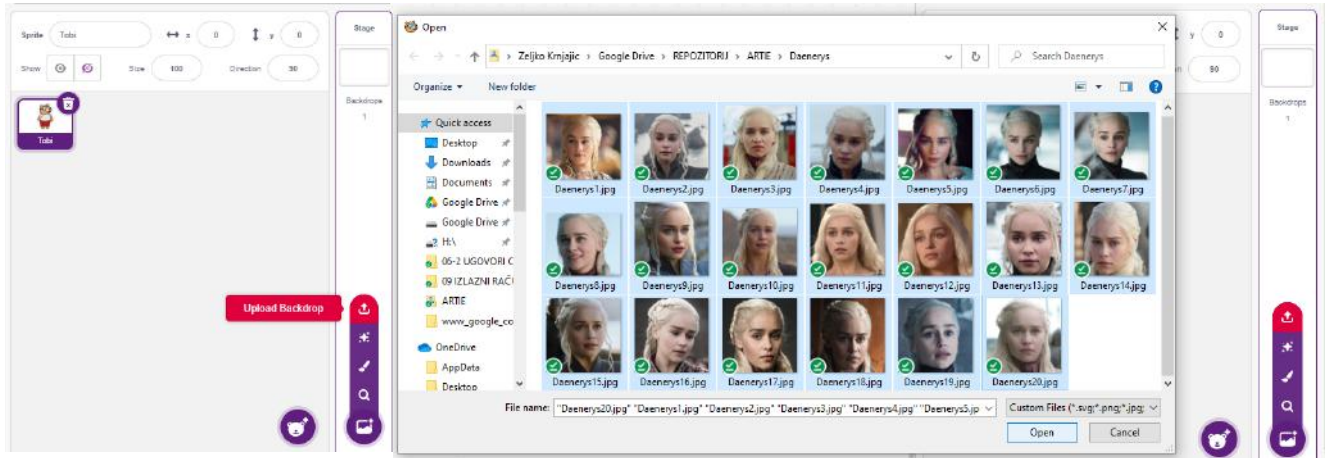 Sprite Tobi x 0 y 0
Show Size 100 Direction 90
Tobi
Stage
Backdrops
1
Upload Backdrop
Open
Zeljko Krnjajic › Google Drive › REPOZITORIJ › ARTIE › Daenerys
Search Daenerys
Organize New folder
Quick access
Desktop
Downloads
Documents
Google Drive
Google Drive
H:\
06-2 UGOVORI C
09 IZLAZNI RAČU
ARTIE
www_google_co
OneDrive
AppData
Desktop
Daenerys1.jpg Daenerys2.jpg Daenerys3.jpg Daenerys4.jpg Daenerys5.jpg Daenerys6.jpg Daenerys7.jpg
Daenerys8.jpg Daenerys9.jpg Daenerys10.jpg Daenerys11.jpg Daenerys12.jpg Daenerys13.jpg Daenerys14.jpg
Daenerys15.jpg Daenerys16.jpg Daenerys17.jpg Daenerys18.jpg Daenerys19.jpg Daenerys20.jpg
File name: "Daenerys20.jpg" "Daenerys1.jpg" "Daenerys2.jpg" "Daenerys3.jpg" "Daenerys4.jpg" "Daenerys5.jp
Custom Files (*.svg;*.png;*.jpg;
Open Cancel
y 0
90
Stage
Backdrops
1